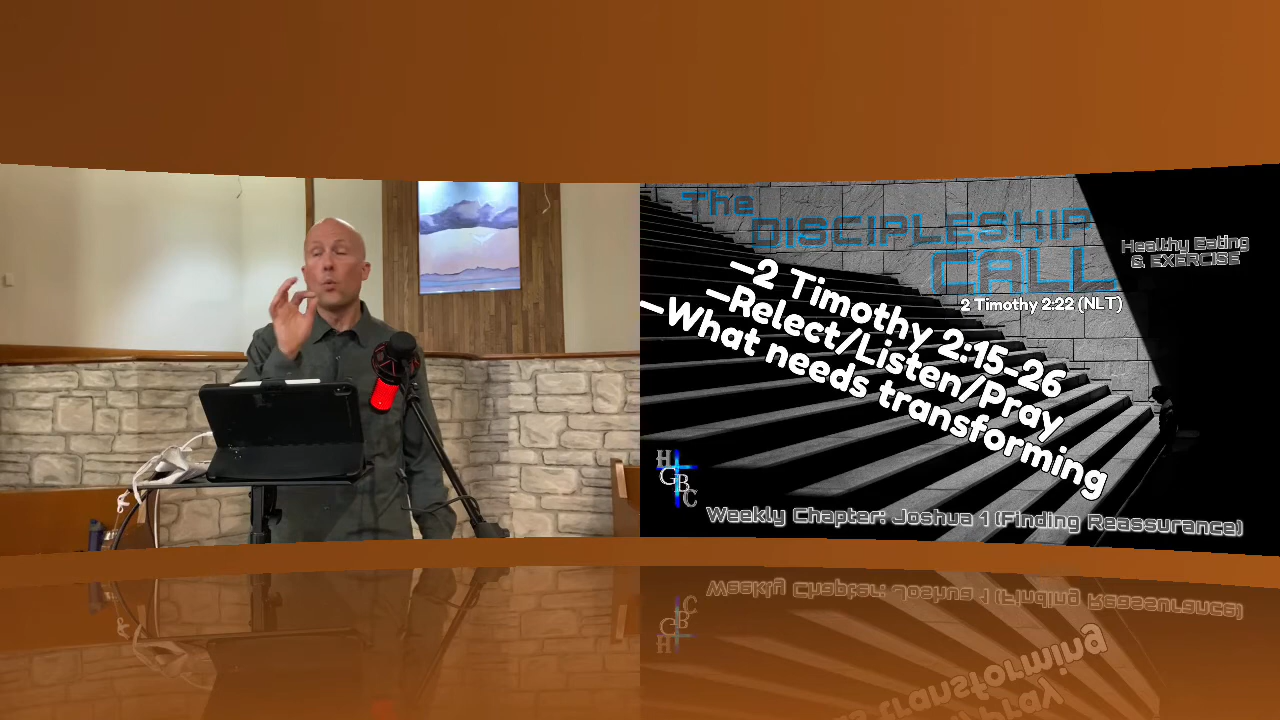 The
DISCIPLESHIP
CALL
2 Timothy 2:22 (NLT)
Healthy Eating
& EXERCISE
–2 Timothy 2:15-26
–Relect/Listen/Pray
–What needs transforming
HGBC
Weekly Chapter: Joshua 1 (Finding Reassurance)